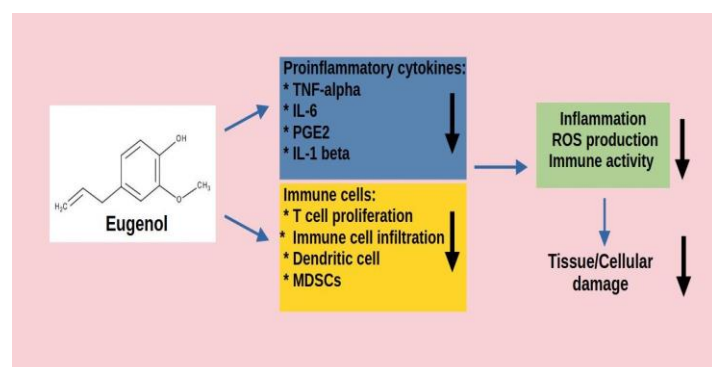 OH
O
CH3
H2C
Eugenol
Proinflammatory cytokines:
* TNF-alpha
* IL-6
* PGE2
* IL-1 beta
Immune cells:
* T cell proliferation
* Immune cell infiltration
* Dendritic cell
* MDSCs
Inflammation
ROS production
Immune activity
Tissue/Cellular
damage